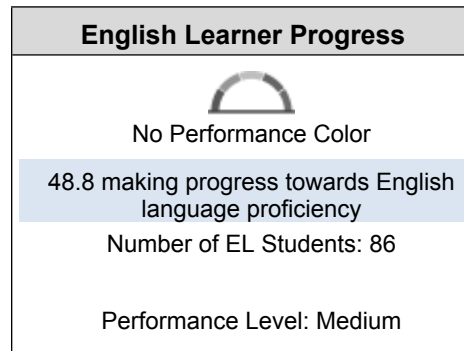 English Learner Progress
No Performance Color
48.8 making progress towards English
language proficiency
Number of EL Students: 86
Performance Level: Medium